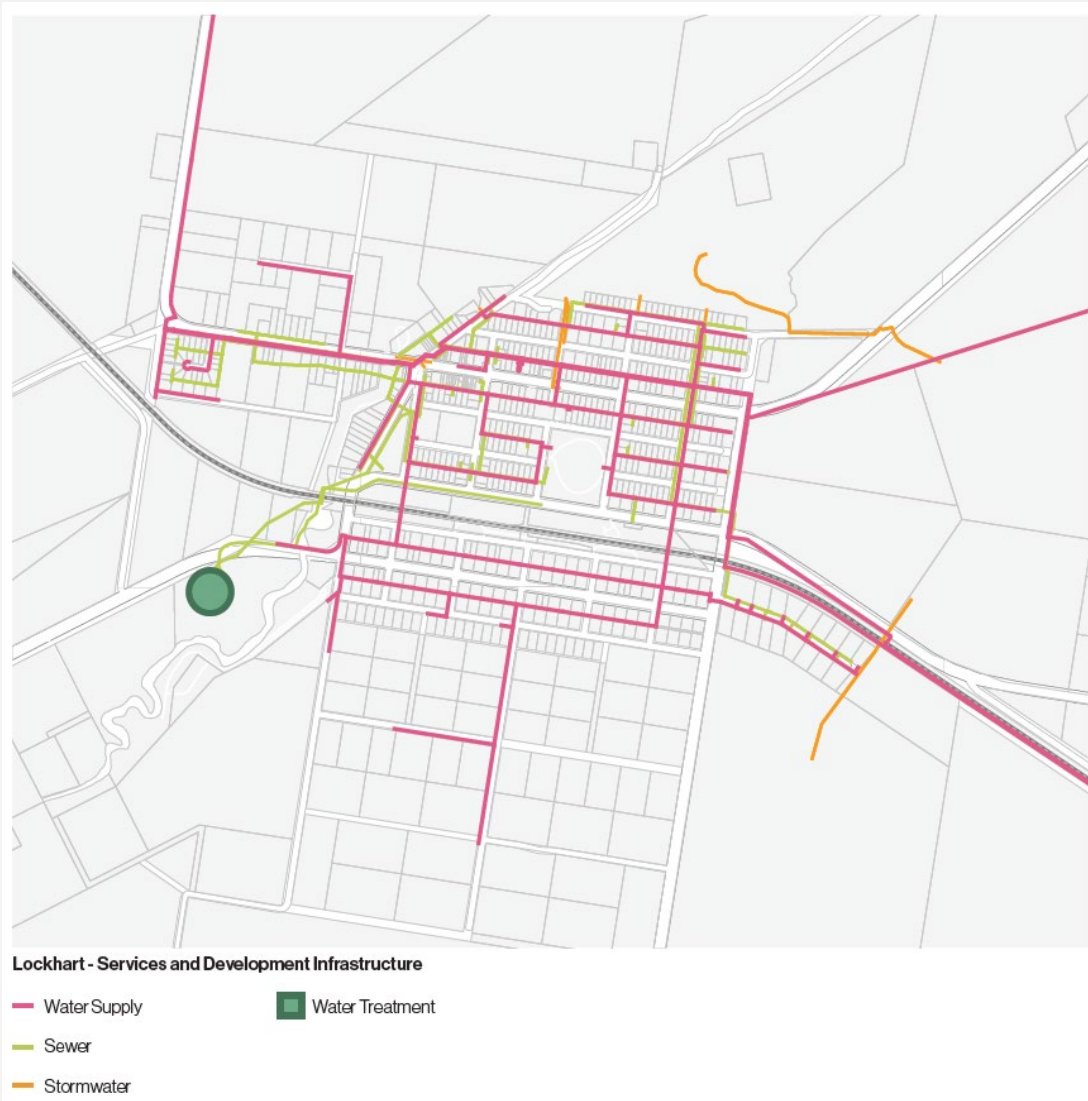 Lockhart - Services and Development Infrastructure
Water Supply
Water Treatment
Sewer
Stormwater